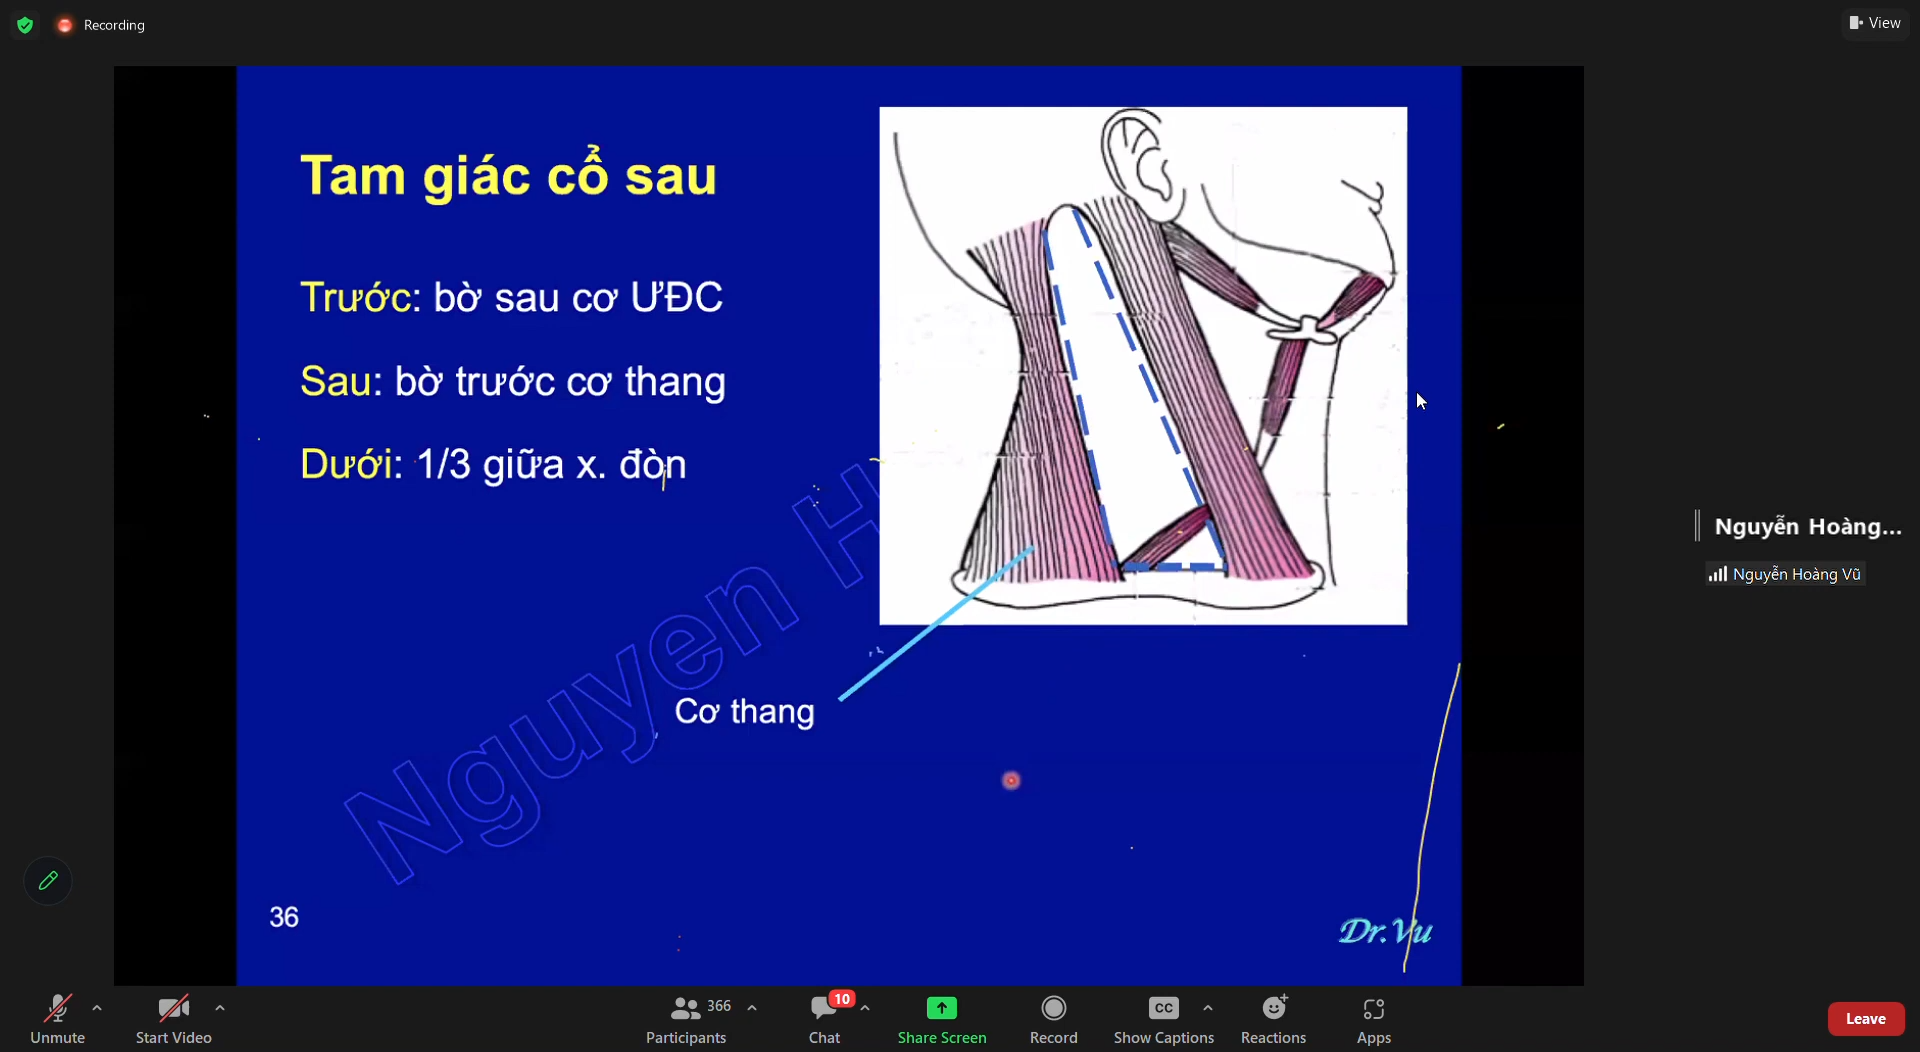 Recording
View
Tam giác cổ sau
Trước: bờ sau cơ ƯĐC
Sau: bờ trước cơ thang
Dưới: 1/3 giữa x. đòn
Nguyen H
Cơ thang
36
Dr.Vu
Nguyễn Hoàng...
Nguyễn Hoàng Vũ
Unmute
Start Video
366
Participants
10
Chat
Share Screen
Record
CC
Show Captions
Reactions
Apps
Leave